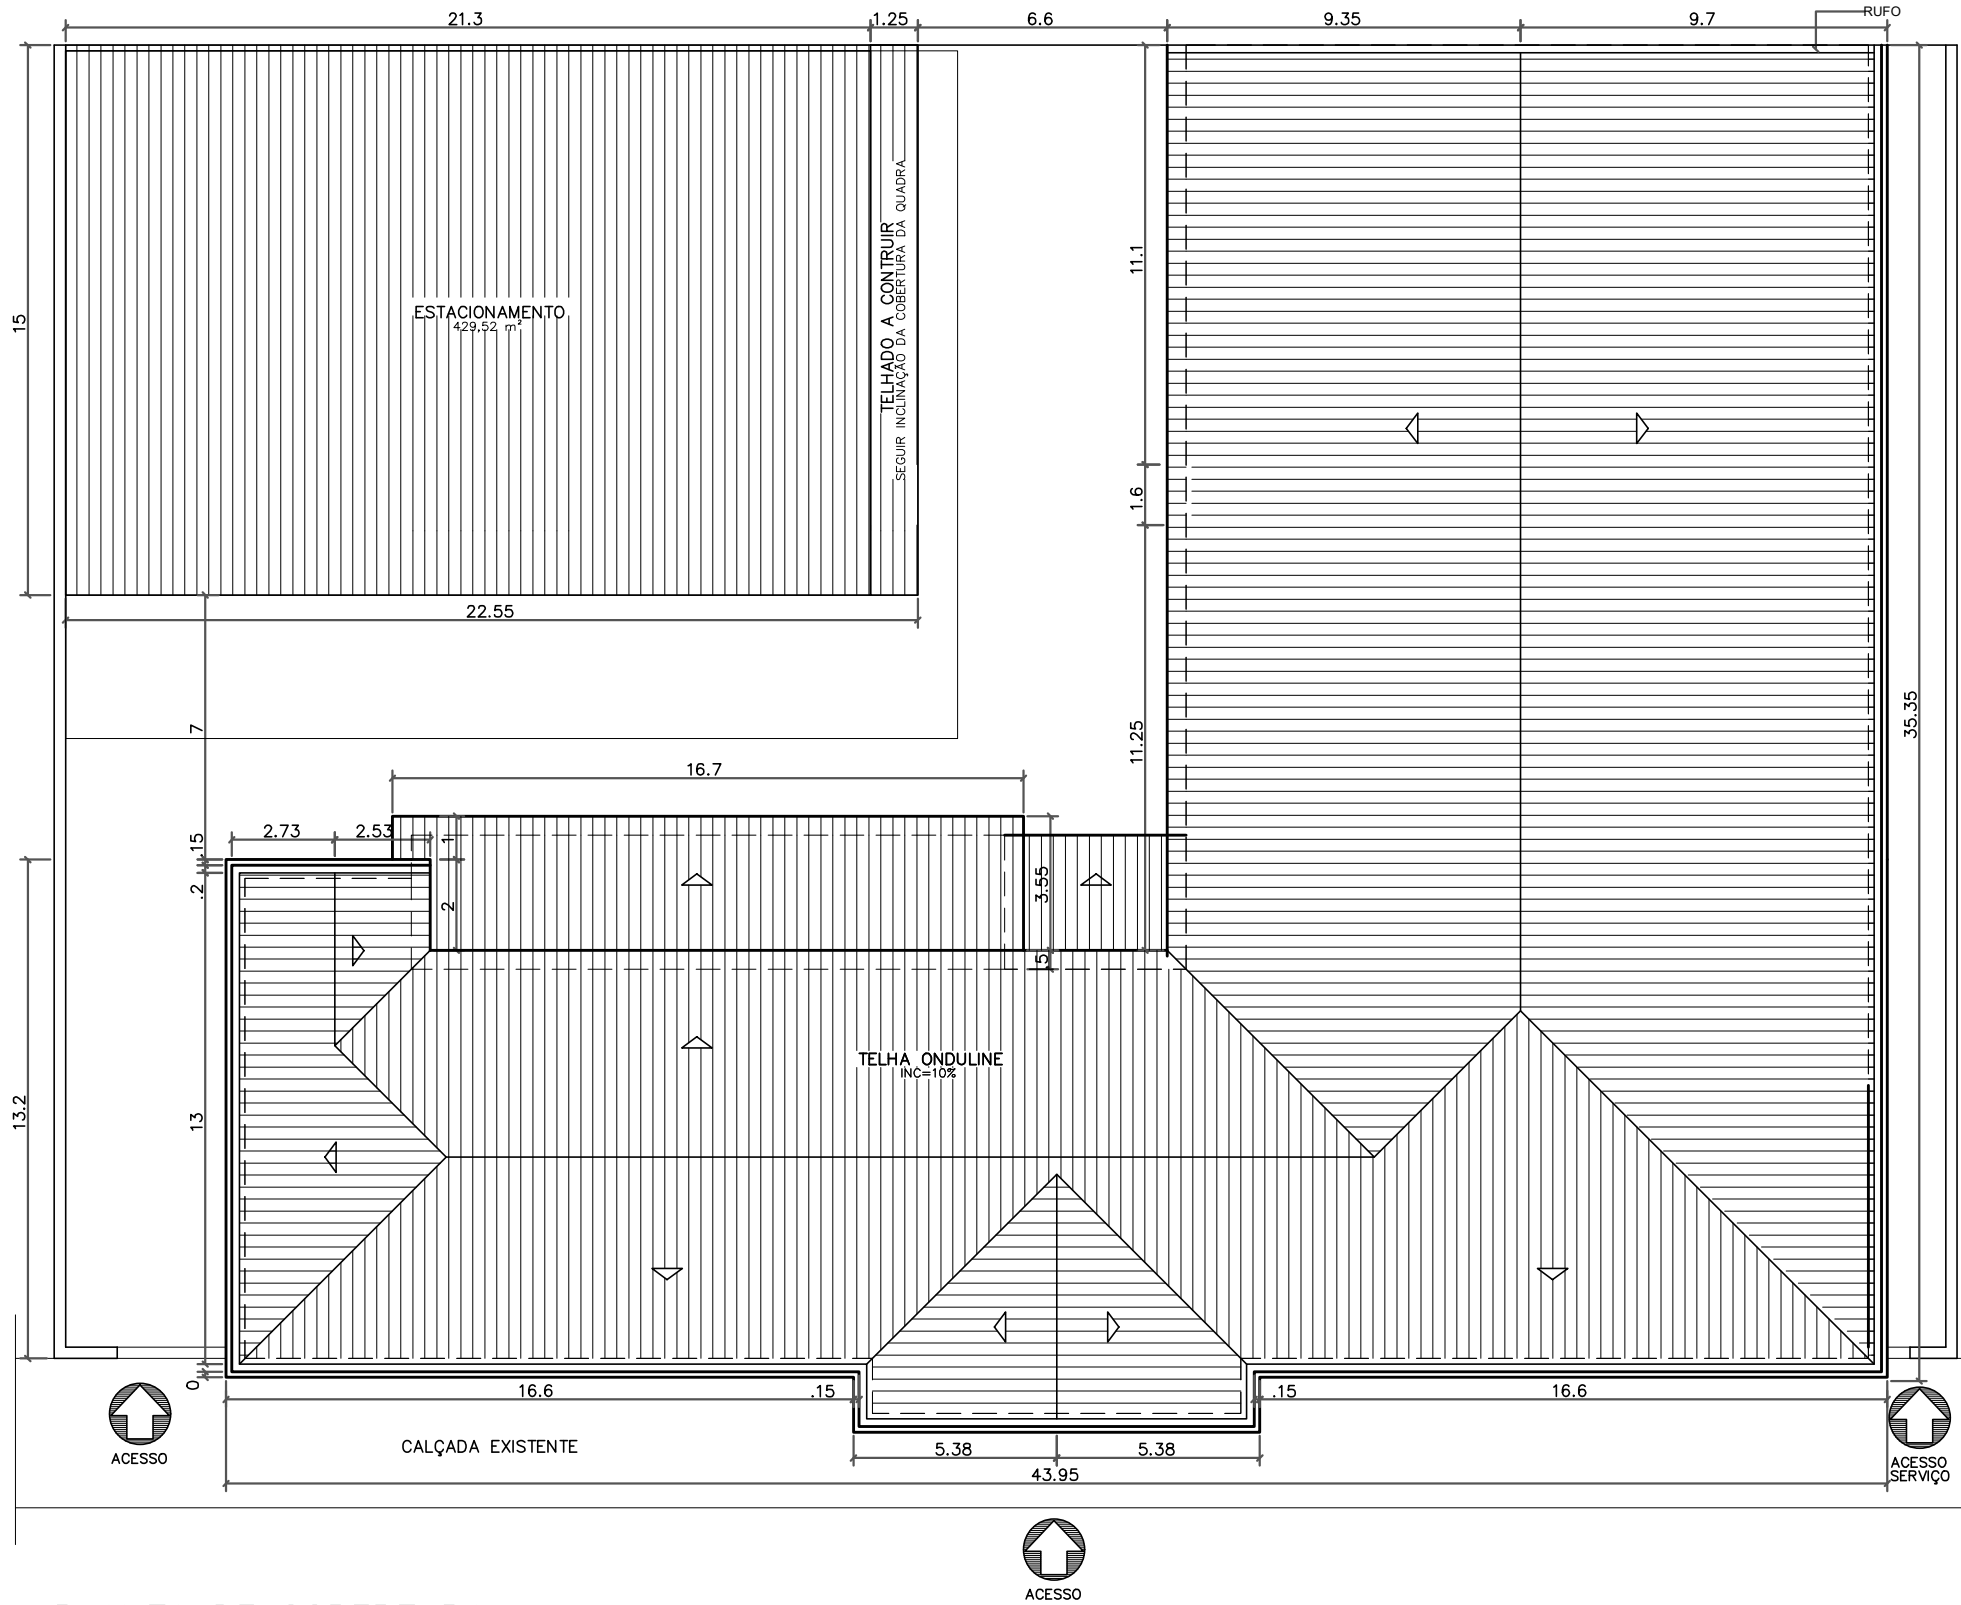 21.3
1.25
6.6
9.35
9.7
RUFO
15
11.1
ESTACIONAMENTO
429,52 m²
TELHADO A CONTRUIR
SEGUIR INCLINAÇÃO DA COBERTURA DA QUADRA
1.6
22.55
7
11.25
35.35
16.7
2.73
2.53
1
.15
.2
2
3.55
.5
TELHA ONDULINE
INC=10%
13.2
13
0
16.6
.15
.15
16.6
5.38
5.38
43.95
CALÇADA EXISTENTE
ACESSO
ACESSO
SERVIÇO
ACESSO